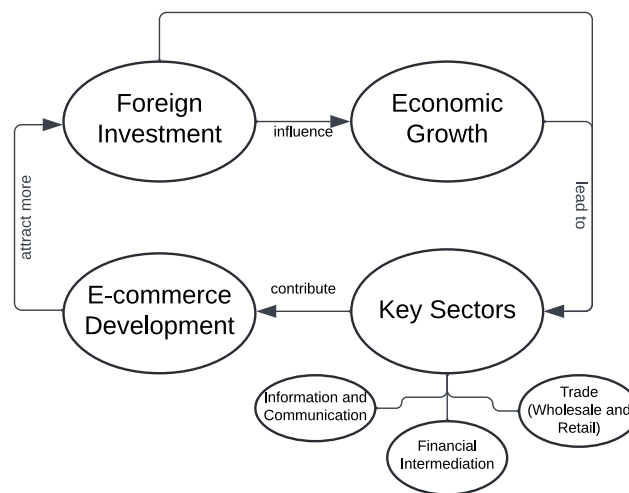 Foreign
Investment
influence
Economic
Growth
attract more
lead to
E-commerce
Development
contribute
Key Sectors
Information and
Communication
Financial
Intermediation
Trade
(Wholesale and
Retail)